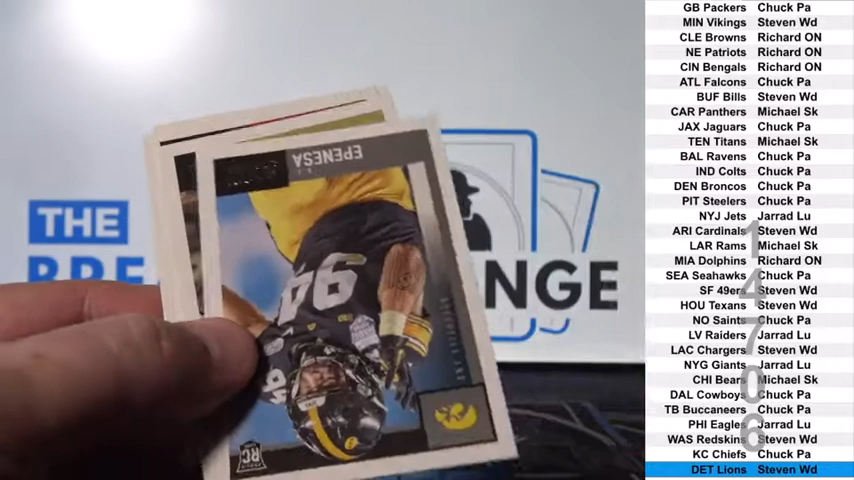 THE
BRE
NGE
EPENESA
94
RC
GB Packers Chuck Pa
MIN Vikings Steven Wd
CLE Browns Richard ON
NE Patriots Richard ON
CIN Bengals Richard ON
ATL Falcons Chuck Pa
BUF Bills Steven Wd
CAR Panthers Michael Sk
JAX Jaguars Chuck Pa
TEN Titans Michael Sk
BAL Ravens Chuck Pa
IND Colts Chuck Pa
DEN Broncos Chuck Pa
PIT Steelers Chuck Pa
NYJ Jets Jarrad Lu
ARI Cardinals Steven Wd
LAR Rams Michael Sk
MIA Dolphins Richard ON
SEA Seahawks Chuck Pa
SF 49ers Steven Wd
HOU Texans Steven Wd
NO Saints Chuck Pa
LV Raiders Jarrad Lu
LAC Chargers Steven Wd
NYG Giants Jarrad Lu
CHI Bears Michael Sk
DAL Cowboys Chuck Pa
TB Buccaneers Chuck Pa
PHI Eagles Jarrad Lu
WAS Redskins Steven Wd
KC Chiefs Chuck Pa
DET Lions Steven Wd
14706